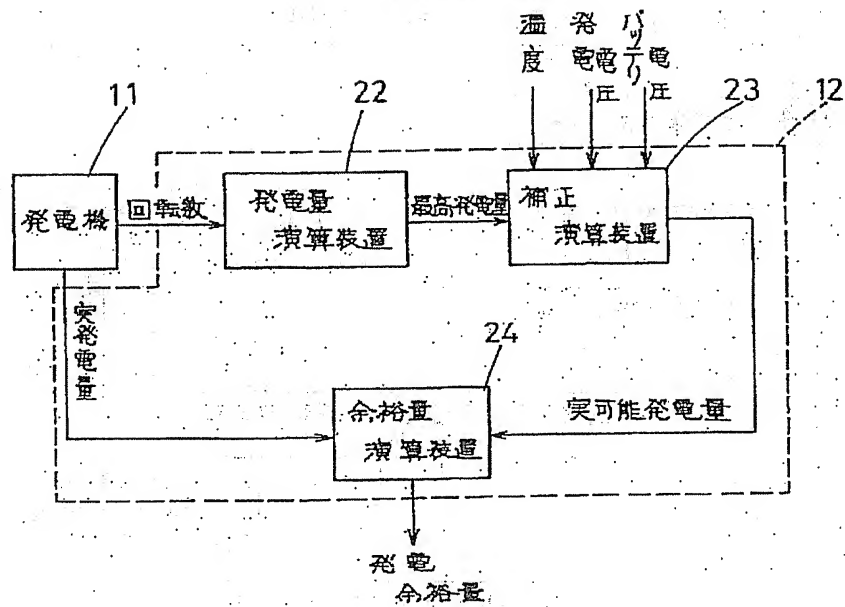 温度
発電電圧
バッテリ電圧
11
22
23
12
発電機
回転数
発電量
演算装置
最高発電量
補正
演算装置
実発電量
24
余裕量
演算装置
実可能発電量
発電
余裕量